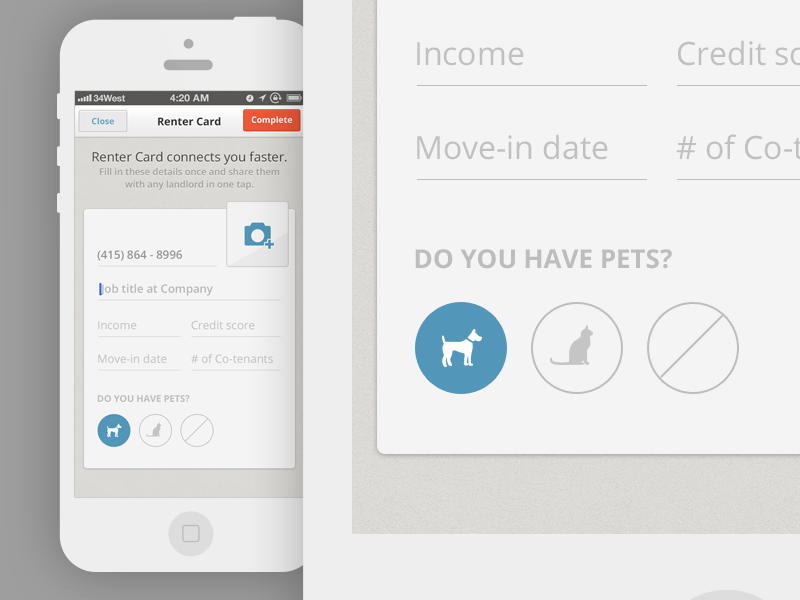 34West 4:20 AM
Close Renter Card Complete
Renter Card connects you faster.
Fill in these details once and share them
with any landlord in one tap.
(415) 864 - 8996
Job title at Company
Income Credit score
Move-in date # of Co-tenants
DO YOU HAVE PETS?
Income Credit sc
Move-in date # of Co-t
DO YOU HAVE PETS?